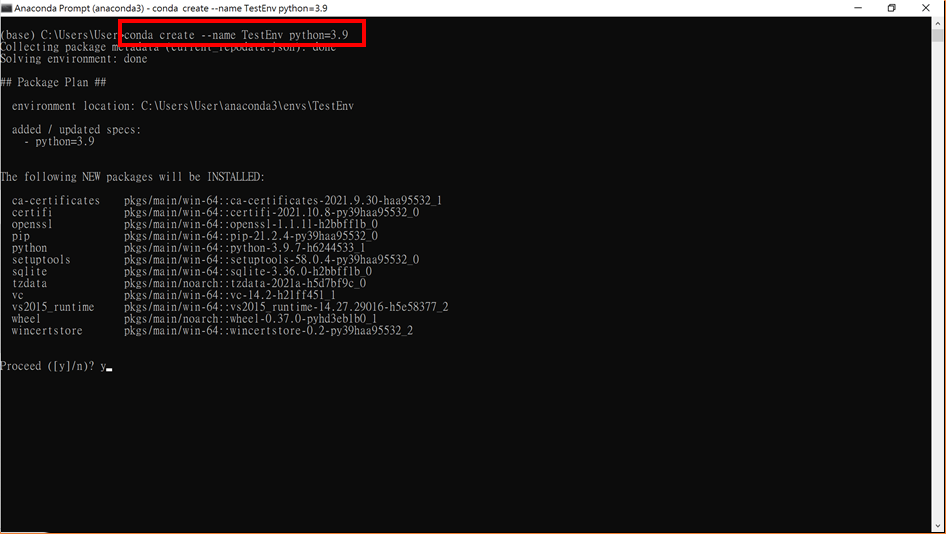 Anaconda Prompt (anaconda3) - conda create --name TestEnv python=3.9
(base) C:\Users\User>conda create --name TestEnv python=3.9
Collecting package metadata (current_repodata.json): done
Solving environment: done
## Package Plan ##
environment location: C:\Users\User\anaconda3\envs\TestEnv
added / updated specs:
- python=3.9
The following NEW packages will be INSTALLED:
ca-certificates pkgs/main/win-64::ca-certificates-2021.9.30-haa95532_1
certifi pkgs/main/win-64::certifi-2021.10.8-py39haa95532_0
openssl pkgs/main/win-64::openssl-1.1.1l-h2bbff1b_0
pip pkgs/main/win-64::pip-21.2.4-py39haa95532_0
python pkgs/main/win-64::python-3.9.7-h6244533_1
setuptools pkgs/main/win-64::setuptools-58.0.4-py39haa95532_0
sqlite pkgs/main/win-64::sqlite-3.36.0-h2bbff1b_0
tzdata pkgs/main/noarch::tzdata-2021a-h5d7bf9c_0
vc pkgs/main/win-64::vc-14.2-h21ff451_1
vs2015_runtime pkgs/main/win-64::vs2015_runtime-14.27.29016-h5e58377_2
wheel pkgs/main/noarch::wheel-0.37.0-pyhd3eb1b0_1
wincertstore pkgs/main/win-64::wincertstore-0.2-py39haa95532_2
Proceed ([y]/n)? y